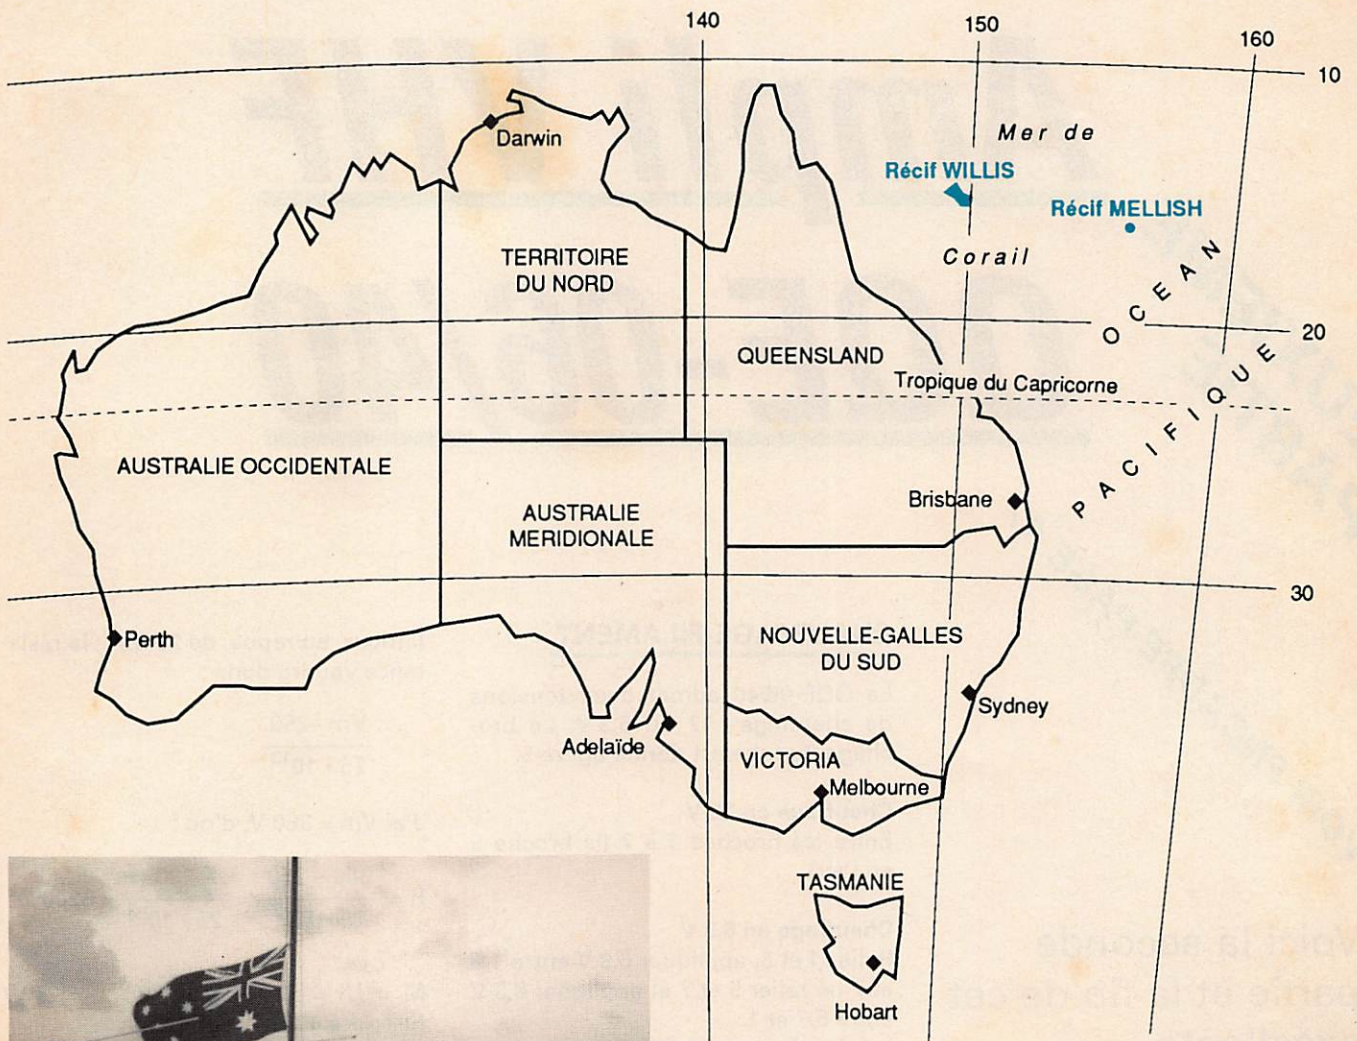 140
150
160
10
Mer de
Darwin
Récif WILLIS
Récif MELLISH
Corail
TERRITOIRE
DU NORD
OCEAN
PACIFIQUE
20
QUEENSLAND
Tropique du Capricorne
AUSTRALIE OCCIDENTALE
Brisbane
AUSTRALIE
MERIDIONALE
30
Perth
NOUVELLE-GALLES
DU SUD
Sydney
Adelaïde
VICTORIA
Melbourne
TASMANIE
Hobart